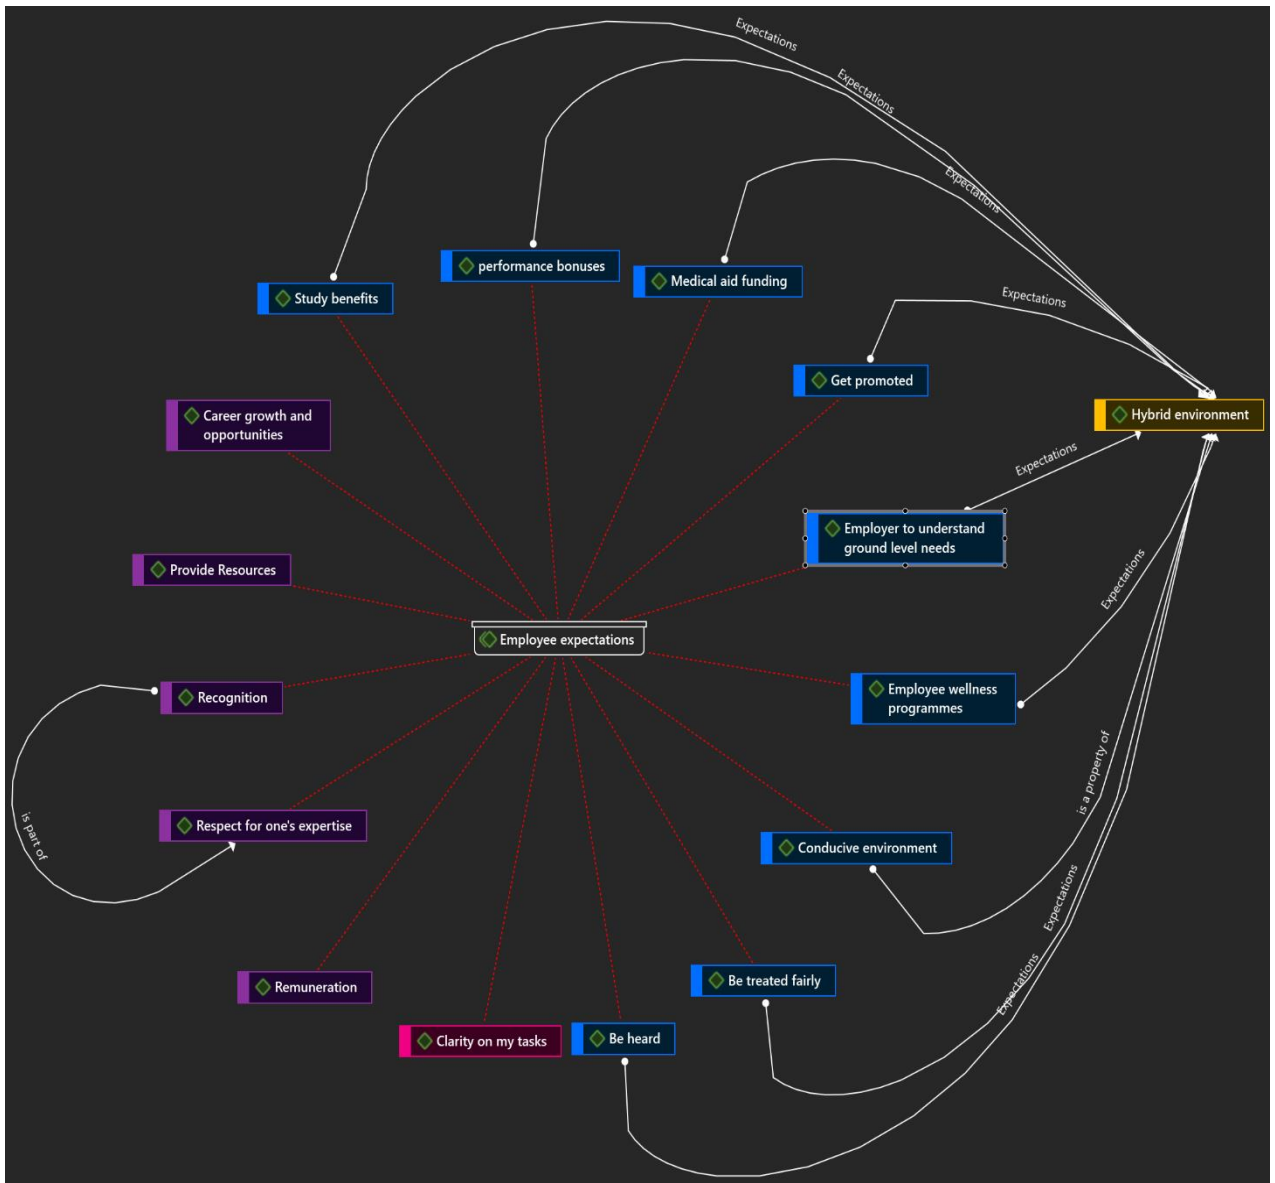 Expectations
Expectations
Expectations
performance bonuses
Medical aid funding
Study benefits
Expectations
Get promoted
Career growth and
opportunities
Hybrid environment
Expectations
Employer to understand
ground level needs
Provide Resources
Expectations
Employee expectations
Recognition
Employee wellness
programmes
is a property of
is part of
Respect for one's expertise
Conducive environment
Expectations
Be treated fairly
Expectations
Remuneration
Clarity on my tasks
Be heard